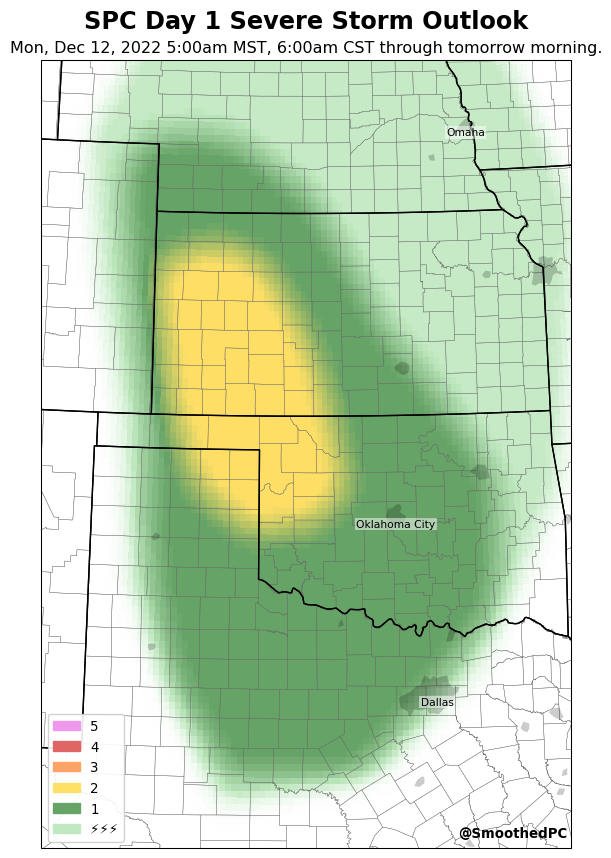 SPC Day 1 Severe Storm Outlook
Mon, Dec 12, 2022 5:00am MST, 6:00am CST through tomorrow morning.
Omaha
Oklahoma City
Dallas
5
4
3
2
1
⚡⚡⚡
@SmoothedPC